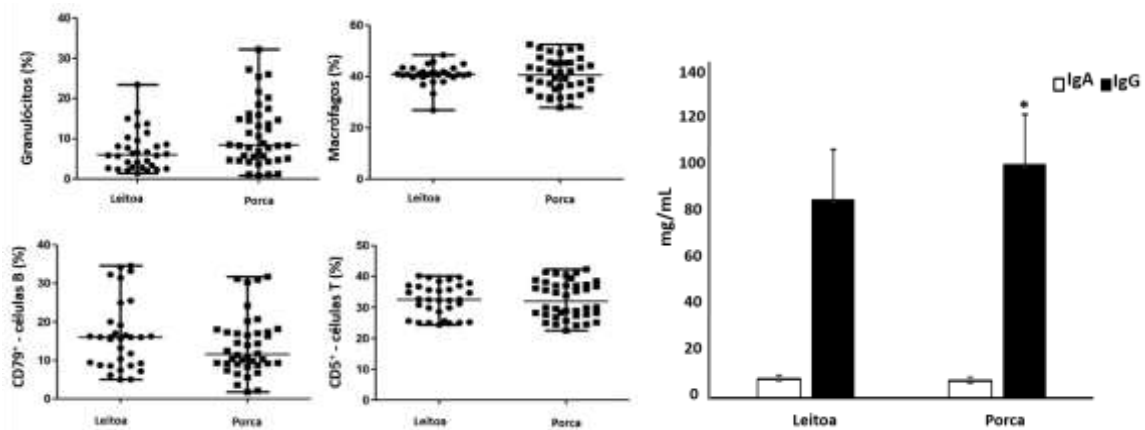 Granulócitos (%)
40
30
20
10
0
Leitoa
Porca
Macrófagos (%)
60
40
20
0
Leitoa
Porca
CD79⁺ - células B (%)
40
30
20
10
0
Leitoa
Porca
CD5⁺ - células T (%)
50
40
30
20
10
0
Leitoa
Porca
mg/mL
140
120
100
80
60
40
20
0
IgA IgG
*
Leitoa
Porca